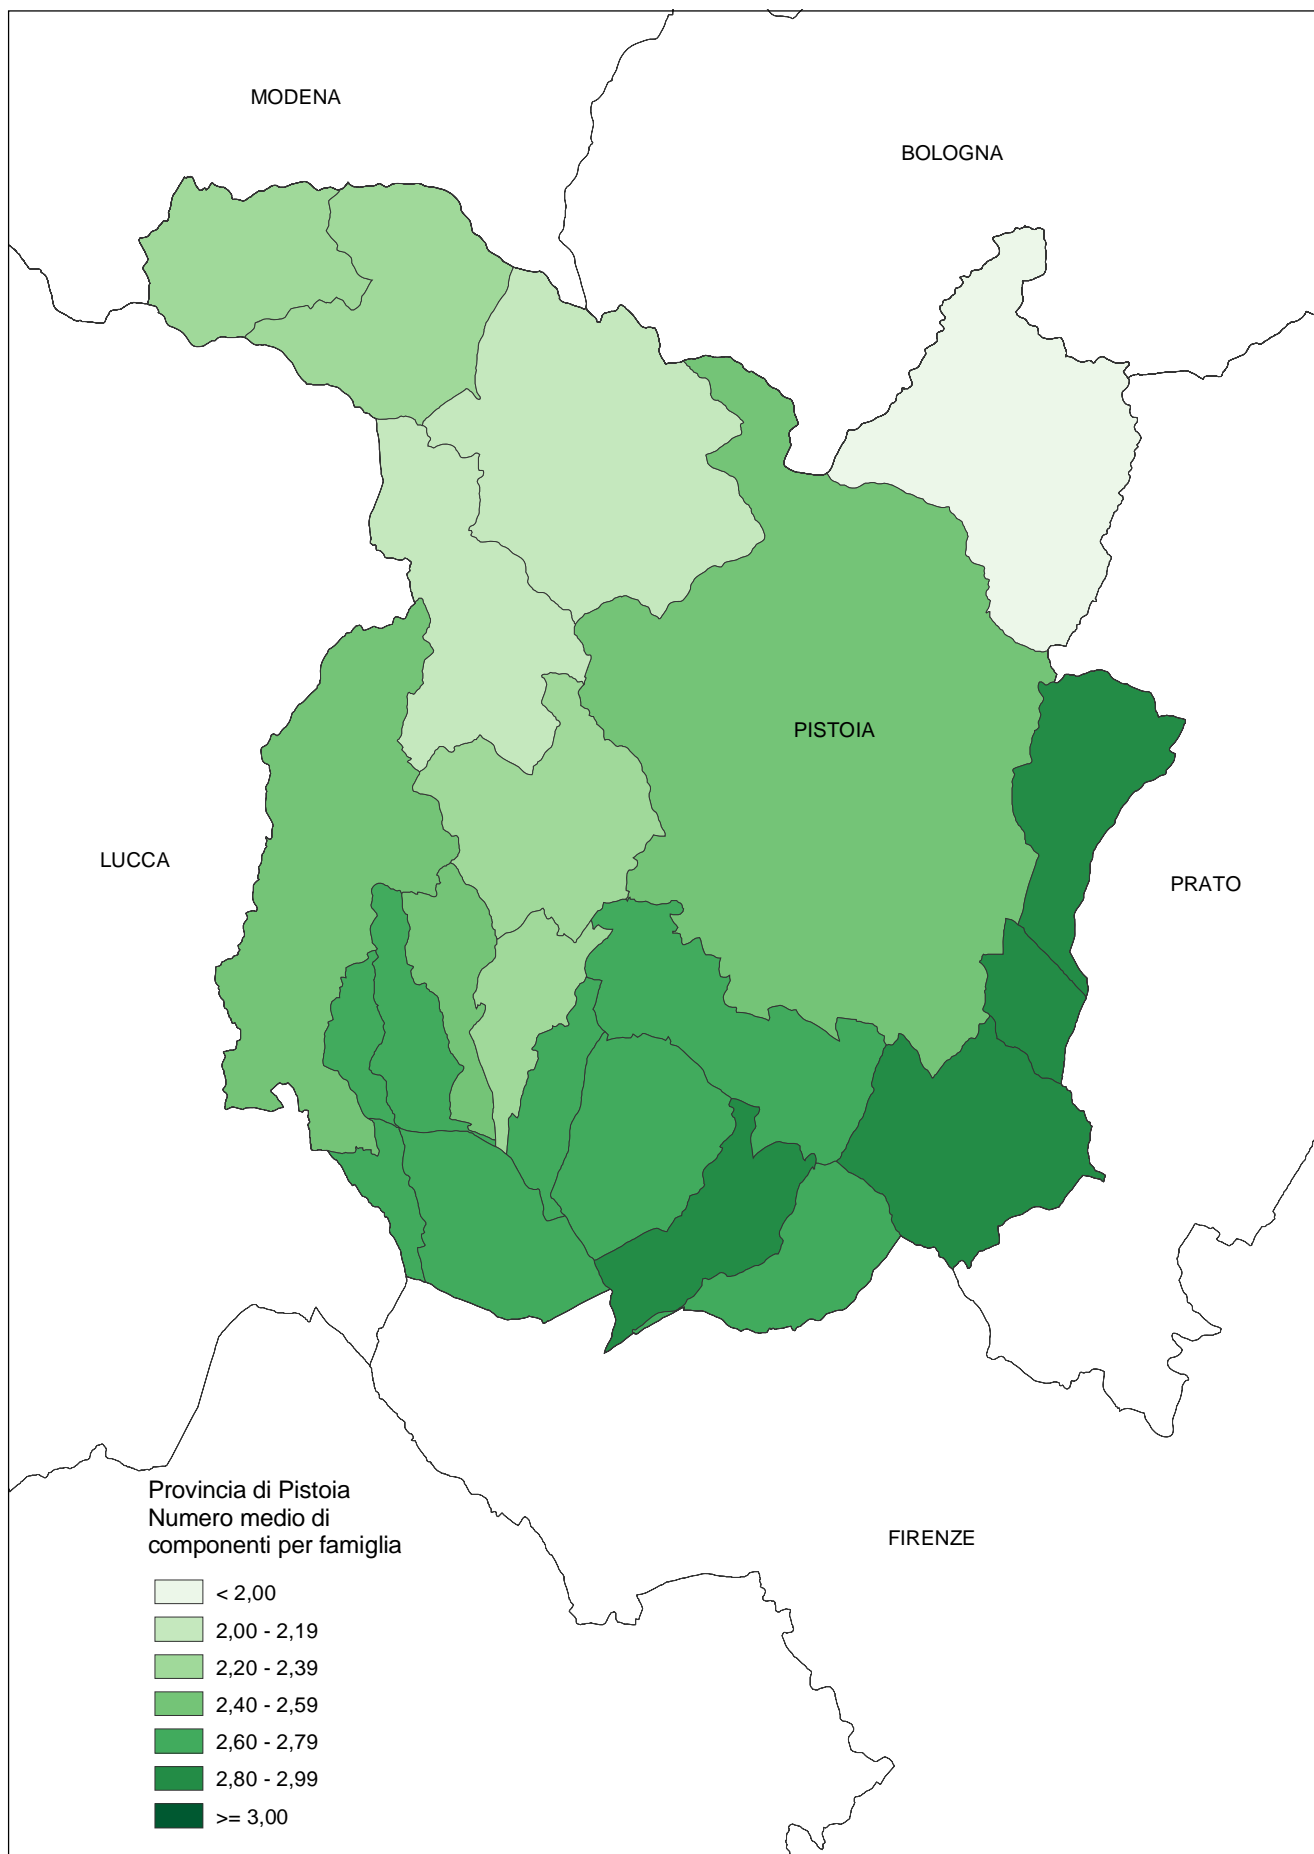 MODENA
BOLOGNA
PISTOIA
LUCCA
PRATO
FIRENZE
Provincia di Pistoia
Numero medio di
componenti per famiglia
< 2,00
2,00 - 2,19
2,20 - 2,39
2,40 - 2,59
2,60 - 2,79
2,80 - 2,99
>= 3,00